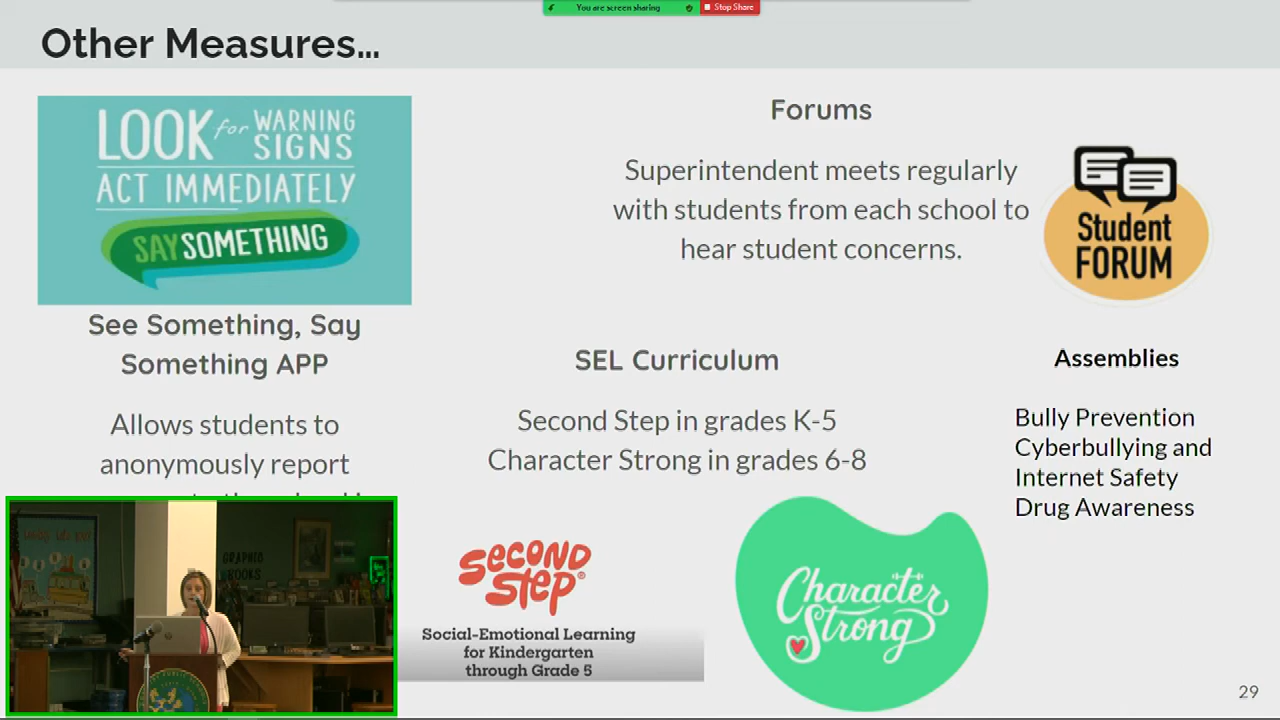 You are screen sharing
Stop Share
Other Measures...
LOOK for WARNING SIGNS
ACT IMMEDIATELY
SAY SOMETHING
See Something, Say
Something APP
Allows students to
anonymously report
Forums
Superintendent meets regularly
with students from each school to
hear student concerns.
Student
FORUM
SEL Curriculum
Second Step in grades K-5
Character Strong in grades 6-8
SECOND
STEP®
Social-Emotional Learning
for Kindergarten
through Grade 5
Character
Strong
Assemblies
Bully Prevention
Cyberbullying and
Internet Safety
Drug Awareness
GRAPHIC
BOOKS
29